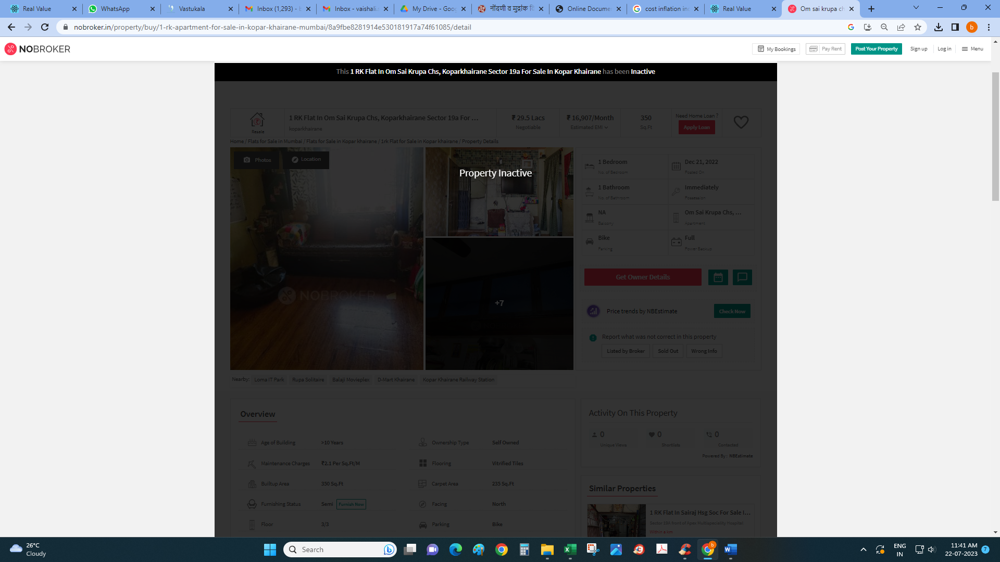 Real Value
WhatsApp
Vastukala
Inbox (1,293) - b
Inbox - vaishali.
My Drive - Goo
नोंदणी व मुद्रांक वि
Online Docume
cost inflation in
Real Value
Om sai krupa ch
nobroker.in/property/buy/1-rk-apartment-for-sale-in-kopar-khairane-mumbai/8a9fbe8281914e530181917a74f61085/detail
b
NOBROKER
My Bookings
Pay Rent
Post Your Property
Sign up
Log in
Menu
This 1 RK Flat In Om Sai Krupa Chs, Koparkhairane Sector 19a For Sale In Kopar Khairane has been Inactive
Resale
1 RK Flat In Om Sai Krupa Chs, Koparkhairane Sector 19a For ...
koparkhairane
₹ 29.5 Lacs
Negotiable
₹ 16,907/Month
Estimated EMI
350
Sq.Ft
Need Home Loan ?
Apply Loan
Home / Flats for Sale in Mumbai / Flats for Sale in Kopar khairane / 1rk Flat for Sale in Kopar khairane / Property Details
Photos
Location
Property Inactive
NOBROKER
+7
1 Bedroom
No. of Bedroom
Dec 21, 2022
Posted On
1 Bathroom
No. of Bathroom
Immediately
Possession
NA
Balcony
Om Sai Krupa Chs, ...
Apartment
Bike
Parking
Full
Power Backup
Get Owner Details
Price trends by NBEstimate
Check Now
Report what was not correct in this property
Listed by Broker
Sold Out
Wrong Info
Nearby:
Loma IT Park
Rupa Solitaire
Balaji Movieplex
D-Mart Khairane
Kopar Khairane Railway Station
Overview
Age of Building
>10 Years
Ownership Type
Self Owned
Maintenance Charges
₹2.1 Per Sq.Ft/M
Flooring
Vitrified Tiles
Builtup Area
350 Sq.Ft
Carpet Area
235 Sq.Ft
Furnishing Status
Semi
Furnish Now
Facing
North
Floor
3/3
Parking
Bike
Activity On This Property
0
Unique Views
0
Shortlists
0
Contacted
Powered By : NBEstimate
Similar Properties
1 RK Flat In Sairaj Hsg Soc For Sale I...
Sector 19A front of Apex Multispeciality Hospital
Within a km
26°C
Cloudy
Search
b
ENG
IN
11:41 AM
22-07-2023
7